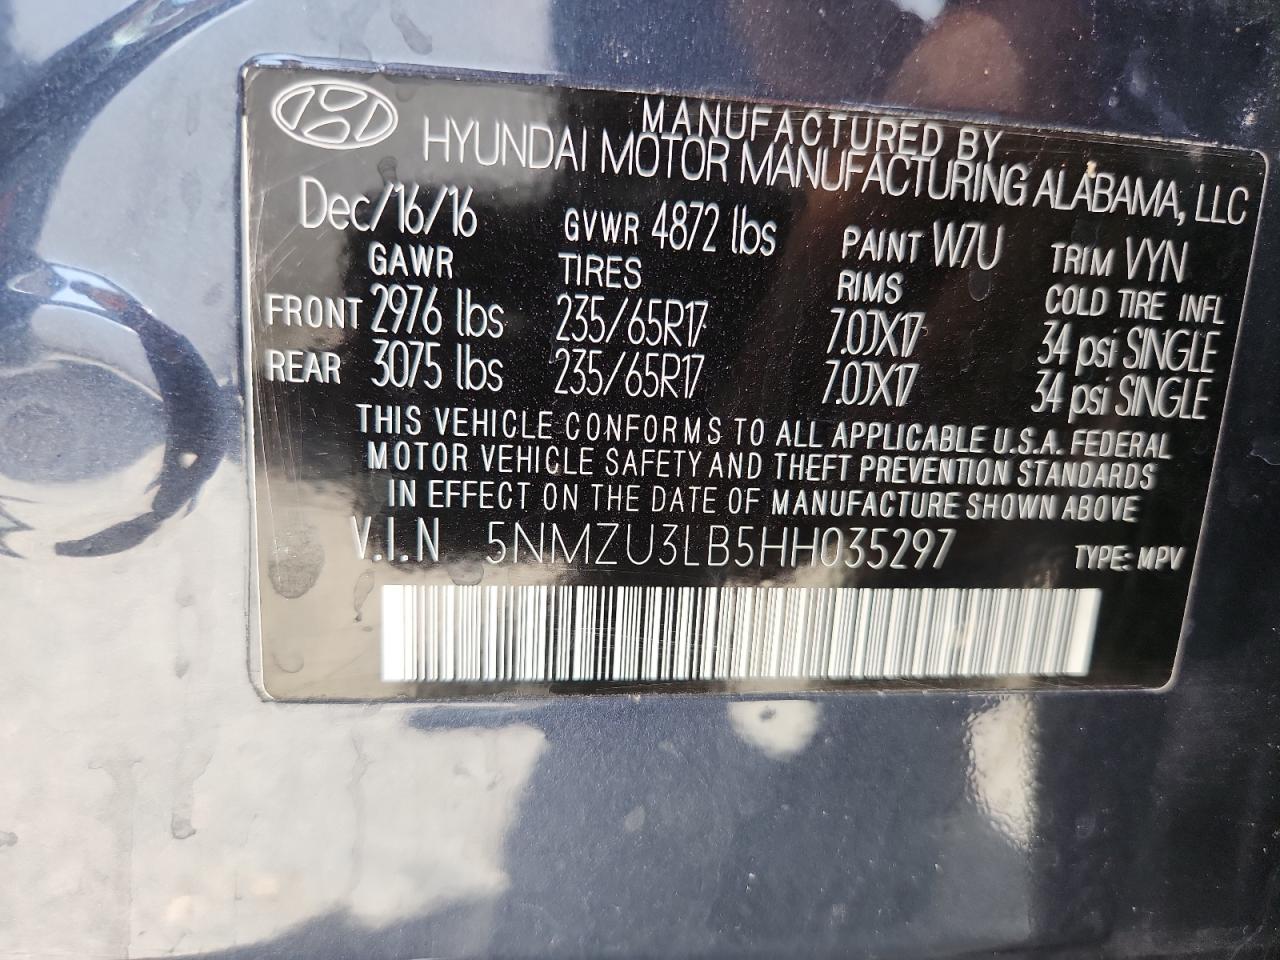 MANUFACTURED BY
HYUNDAI MOTOR MANUFACTURING ALABAMA, LLC
Dec/16/16 GVWR 4872 lbs PAINT W7U TRIM VYN
GAWR TIRES RIMS COLD TIRE INFL
FRONT 2976 lbs 235/65R17 7.0JX17 34 psi SINGLE
REAR 3075 lbs 235/65R17 7.0JX17 34 psi SINGLE
THIS VEHICLE CONFORMS TO ALL APPLICABLE U.S.A. FEDERAL
MOTOR VEHICLE SAFETY AND THEFT PREVENTION STANDARDS
IN EFFECT ON THE DATE OF MANUFACTURE SHOWN ABOVE
V.I.N 5NMZU3LB5HH035297 TYPE: MPV